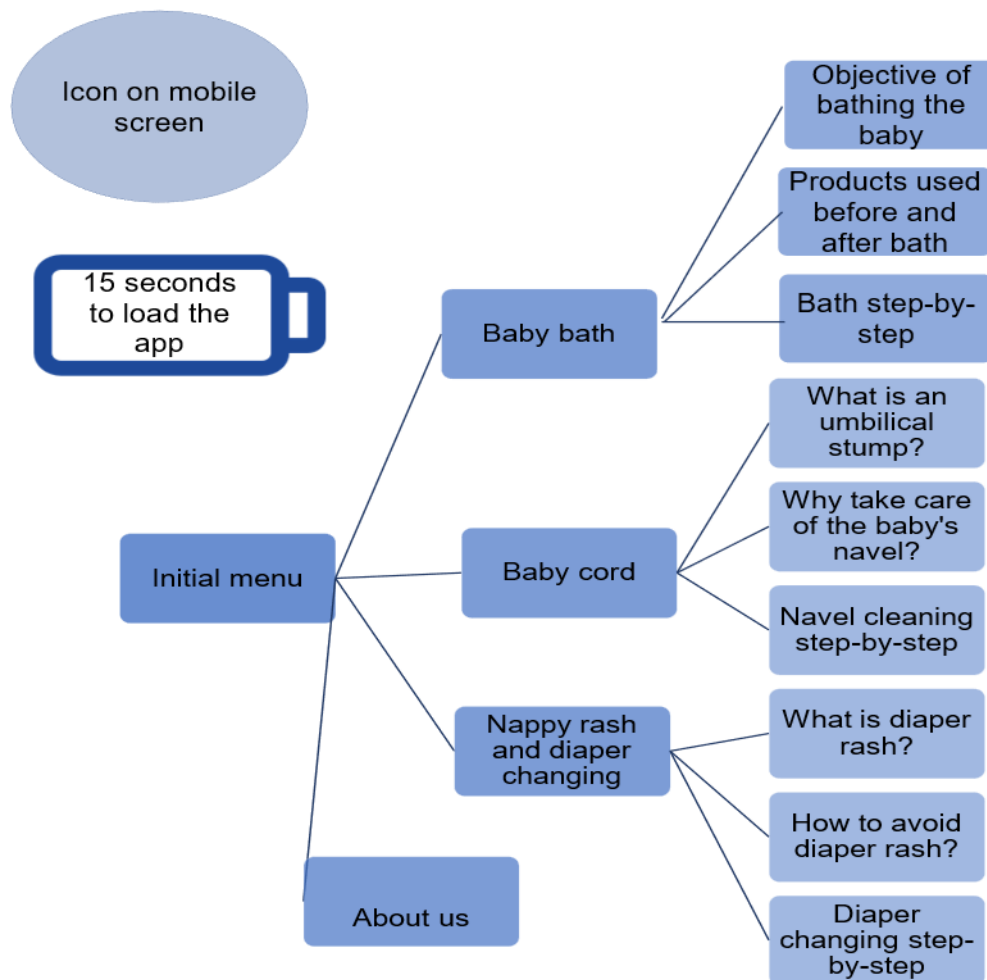 Icon on mobile
screen
15 seconds
to load the
app
Initial menu
Baby bath
Objective of
bathing the
baby
Products used
before and
after bath
Bath step-by-
step
Baby cord
What is an
umbilical
stump?
Why take care
of the baby's
navel?
Navel cleaning
step-by-step
Nappy rash
and diaper
changing
What is diaper
rash?
How to avoid
diaper rash?
Diaper
changing step-
by-step
About us